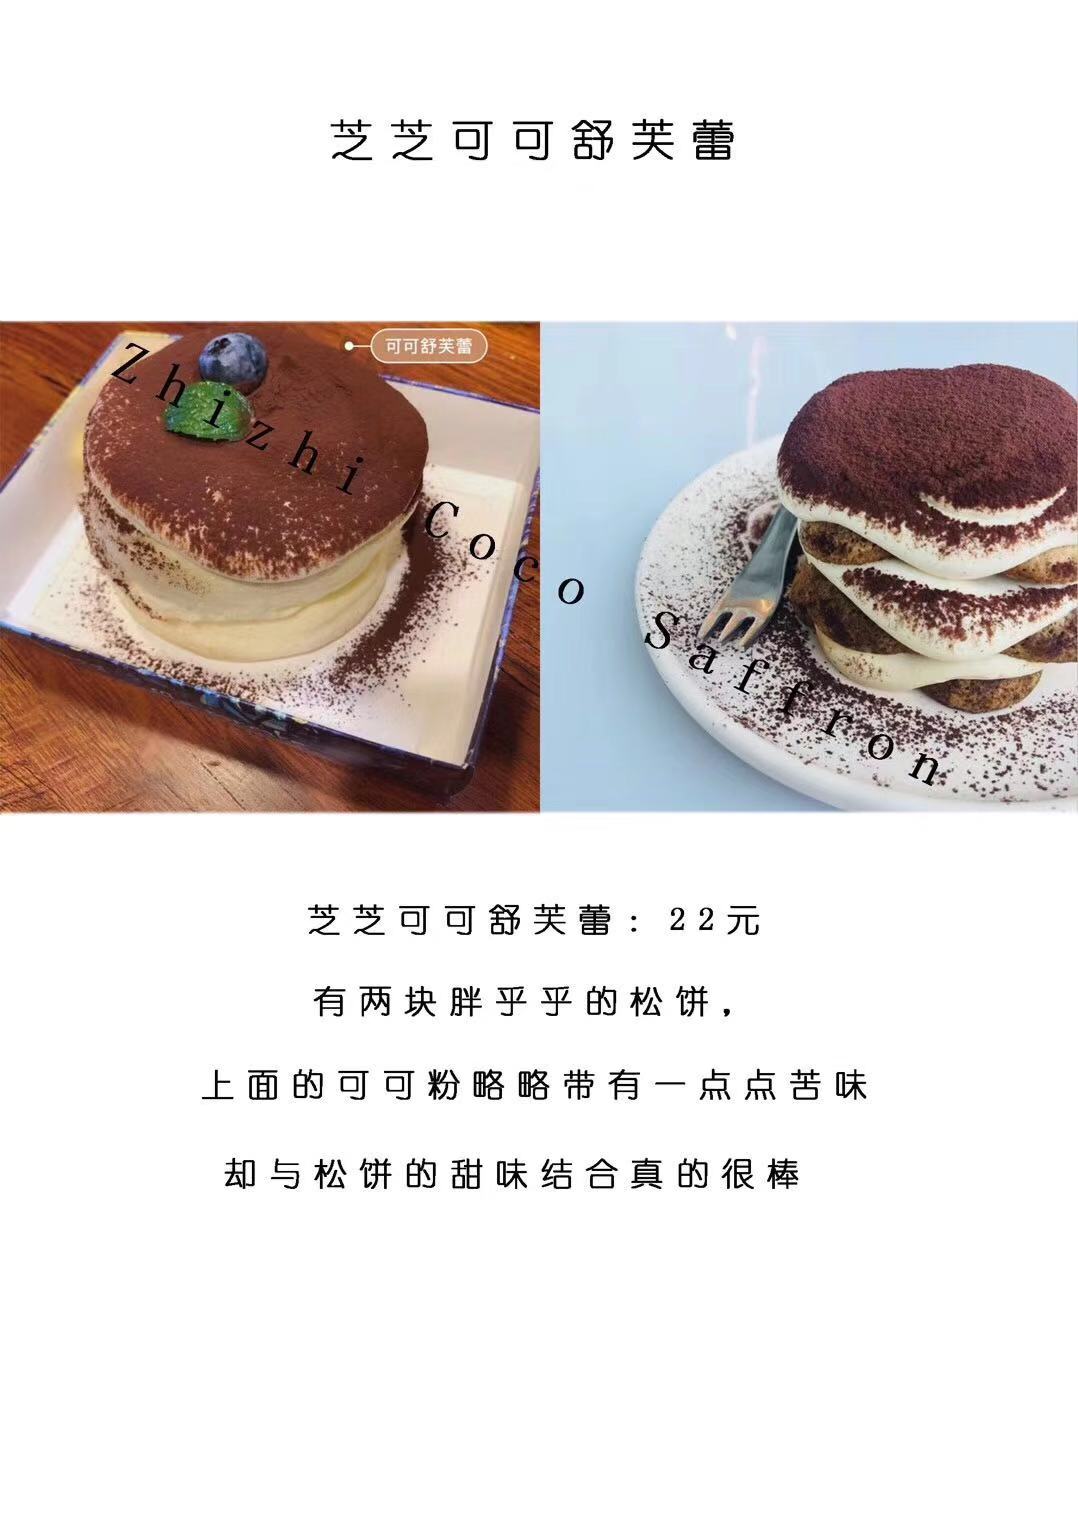 芝芝可可舒芙蕾
可可舒芙蕾
Zhizhi Coco Saffron
芝芝可可舒芙蕾：22元
有两块胖乎乎的松饼，
上面的可可粉略略带有一点点苦味
却与松饼的甜味结合真的很棒